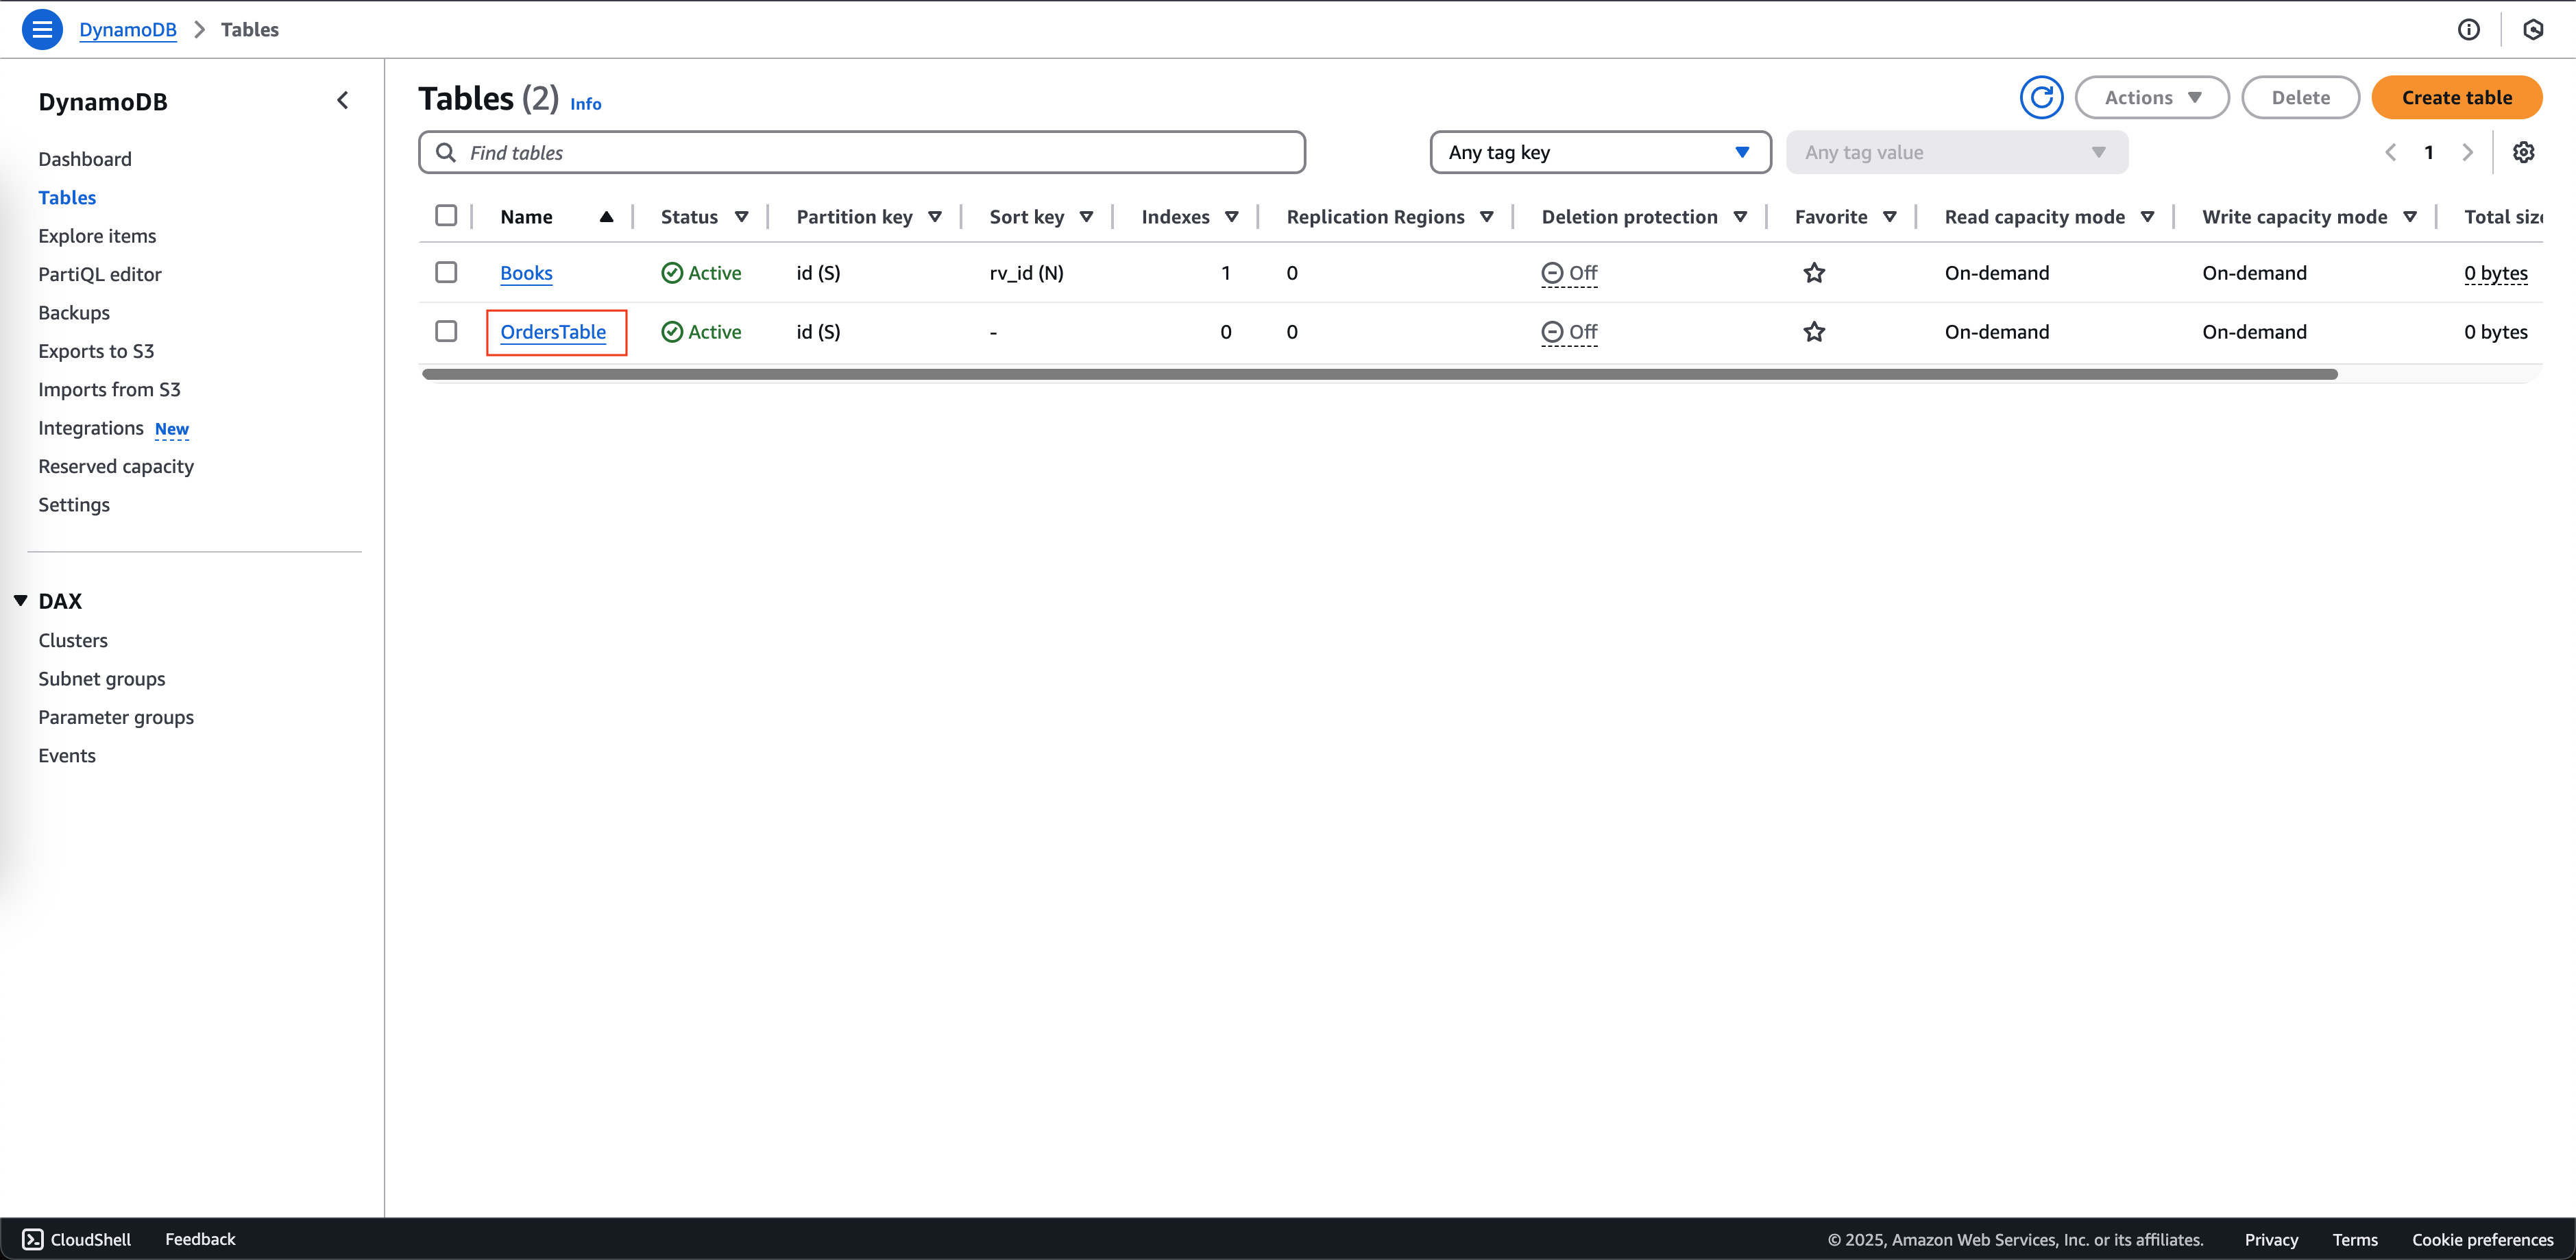 DynamoDB > Tables
DynamoDB
Dashboard
Tables
Explore items
PartiQL editor
Backups
Exports to S3
Imports from S3
Integrations New
Reserved capacity
Settings
DAX
Clusters
Subnet groups
Parameter groups
Events
Tables (2) Info
Actions
Delete
Create table
Find tables
Any tag key
Any tag value
1
Name Status Partition key Sort key Indexes Replication Regions Deletion protection Favorite Read capacity mode Write capacity mode Total size
Books Active id (S) rv_id (N) 1 0 Off On-demand On-demand 0 bytes
OrdersTable Active id (S) - 0 0 Off On-demand On-demand 0 bytes
CloudShell Feedback © 2025, Amazon Web Services, Inc. or its affiliates. Privacy Terms Cookie preferences